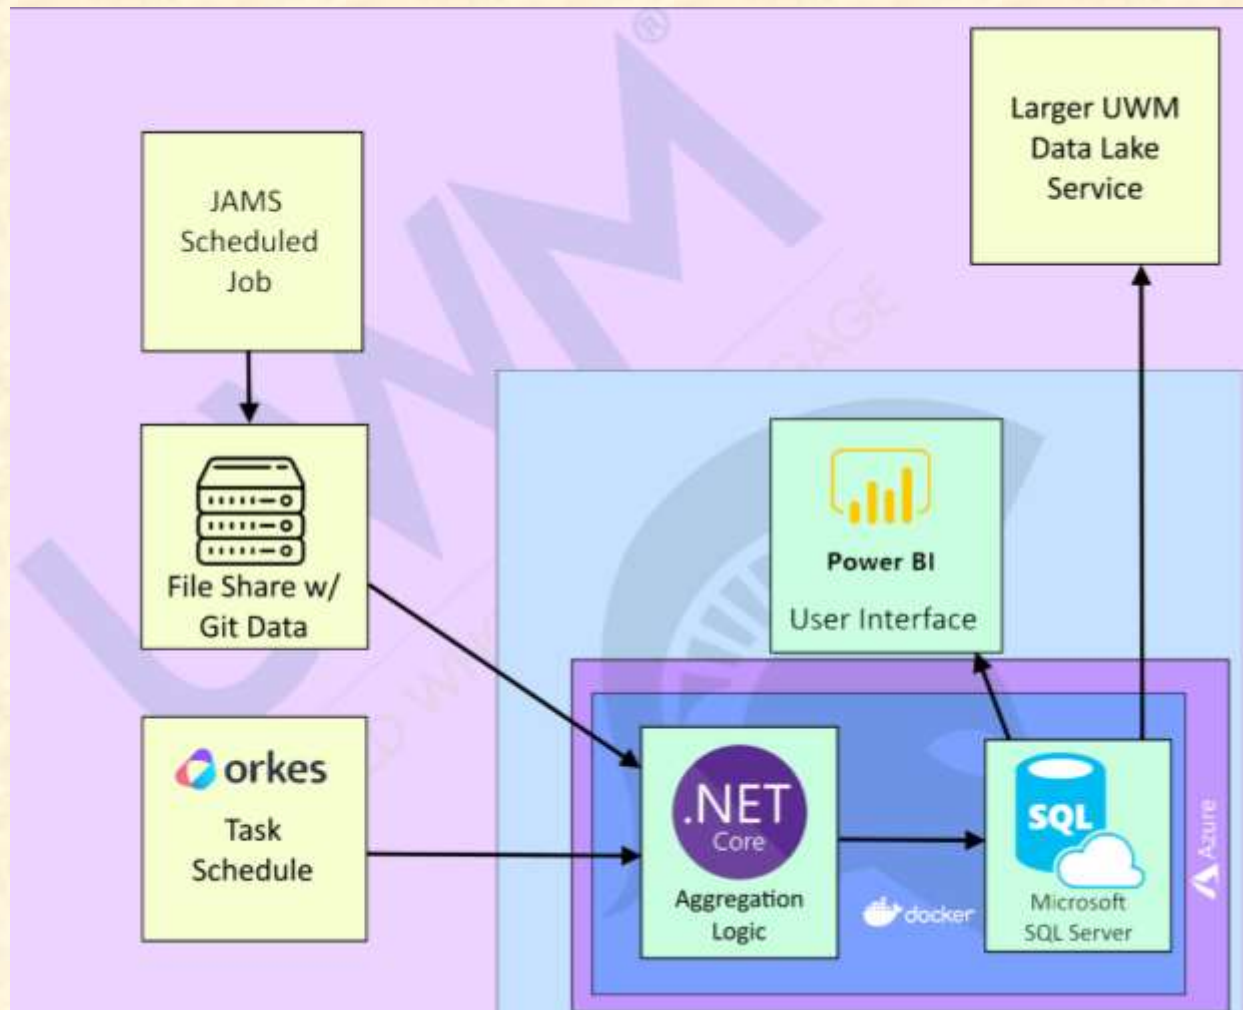 JAMS
Scheduled
Job
Larger UWM
Data Lake
Service
File Share w/
Git Data
Power BI
User Interface
orkes
Task
Schedule
.NET
Core
Aggregation
Logic
docker
SQL
Microsoft
SQL Server
Azure
UWM®